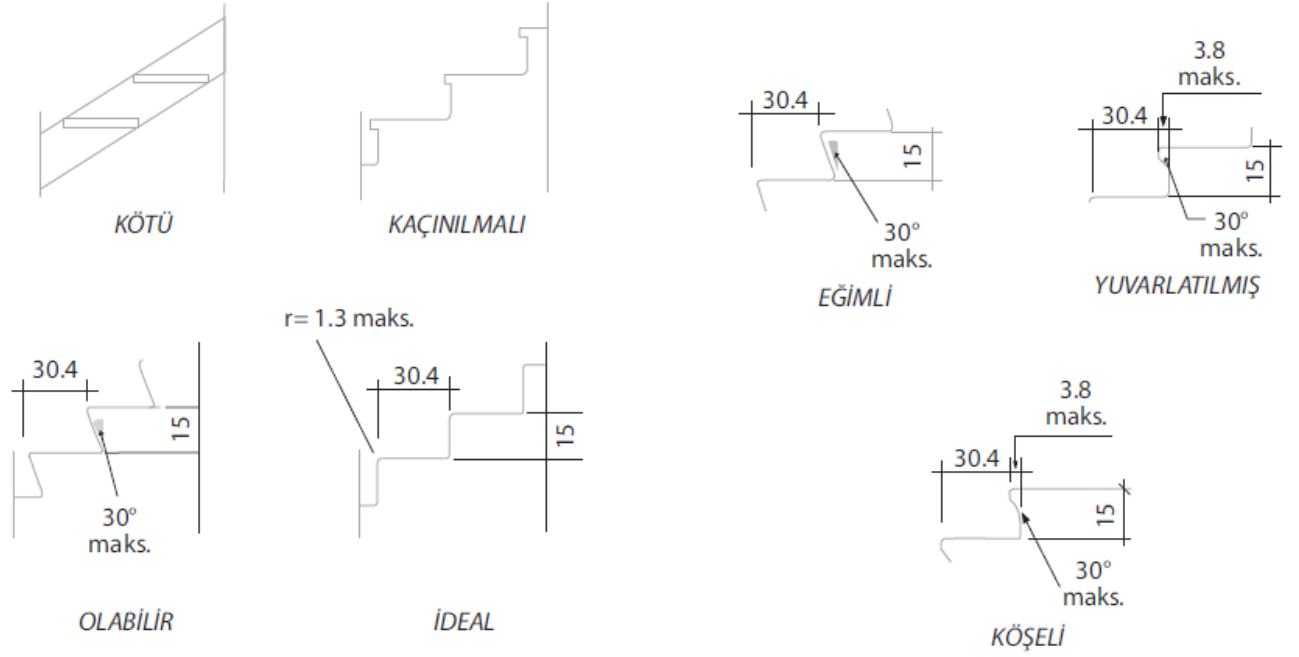 KÖTÜ
KAÇINILMALI
30.4
15
30°
maks.
EĞİMLİ
3.8
maks.
30.4
15
30°
maks.
YUVARLATILMIŞ
30.4
15
30°
maks.
OLABİLİR
r= 1.3 maks.
30.4
15
İDEAL
3.8
maks.
30.4
15
30°
maks.
KÖŞELİ